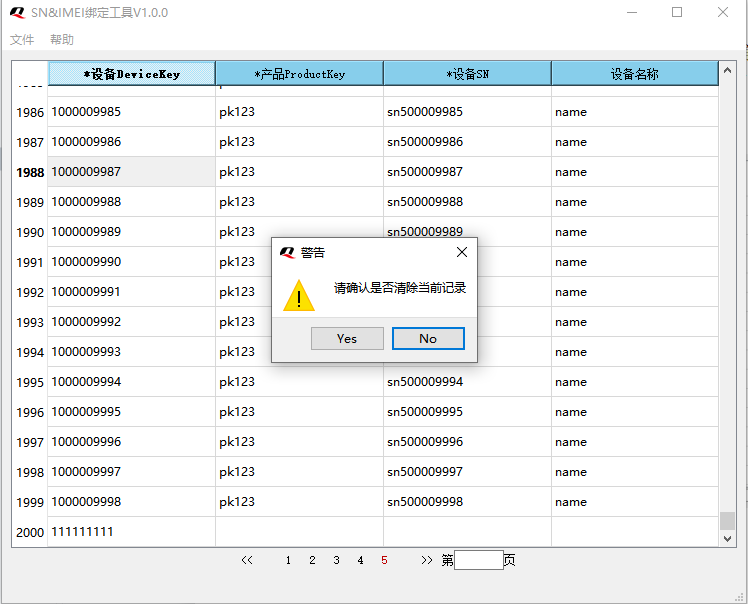 SN&IMEI绑定工具V1.0.0
文件 帮助
*设备DeviceKey *产品ProductKey *设备SN 设备名称
1986 1000009985 pk123 sn500009985 name
1987 1000009986 pk123 sn500009986 name
1988 1000009987 pk123 sn500009987 name
1989 1000009988 pk123 sn500009988 name
1990 1000009989 pk123 sn500009989 name
1991 1000009990 pk123 name
1992 1000009991 pk123 name
1993 1000009992 pk123 name
1994 1000009993 pk123 name
1995 1000009994 pk123 sn500009994 name
1996 1000009995 pk123 sn500009995 name
1997 1000009996 pk123 sn500009996 name
1998 1000009997 pk123 sn500009997 name
1999 1000009998 pk123 sn500009998 name
2000 111111111
警告
请确认是否清除当前记录
Yes No
<< 1 2 3 4 5 >> 第 页